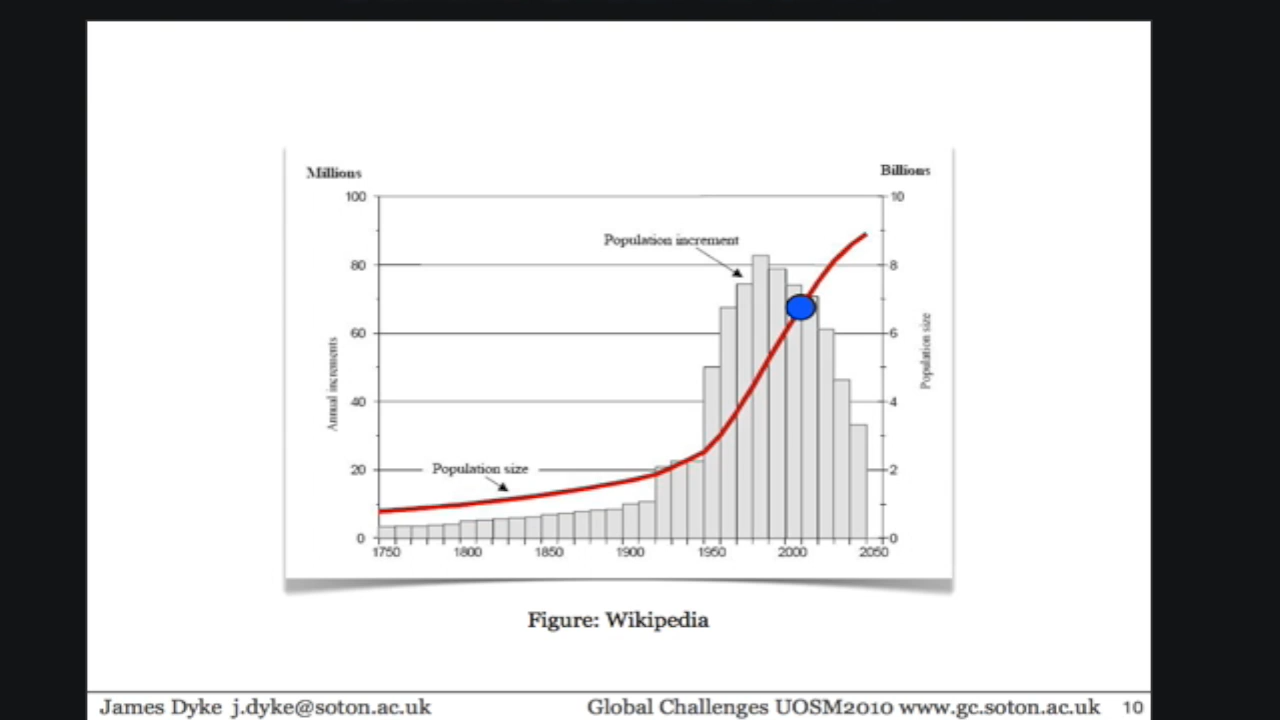 Millions
Billions
100
10
Population increment
80
8
60
6
Annual increments
Population size
40
4
20
Population size
2
0
0
1750 1800 1850 1900 1950 2000 2050
Figure: Wikipedia
James Dyke j.dyke@soton.ac.uk
Global Challenges UOSM2010 www.gc.soton.ac.uk 10